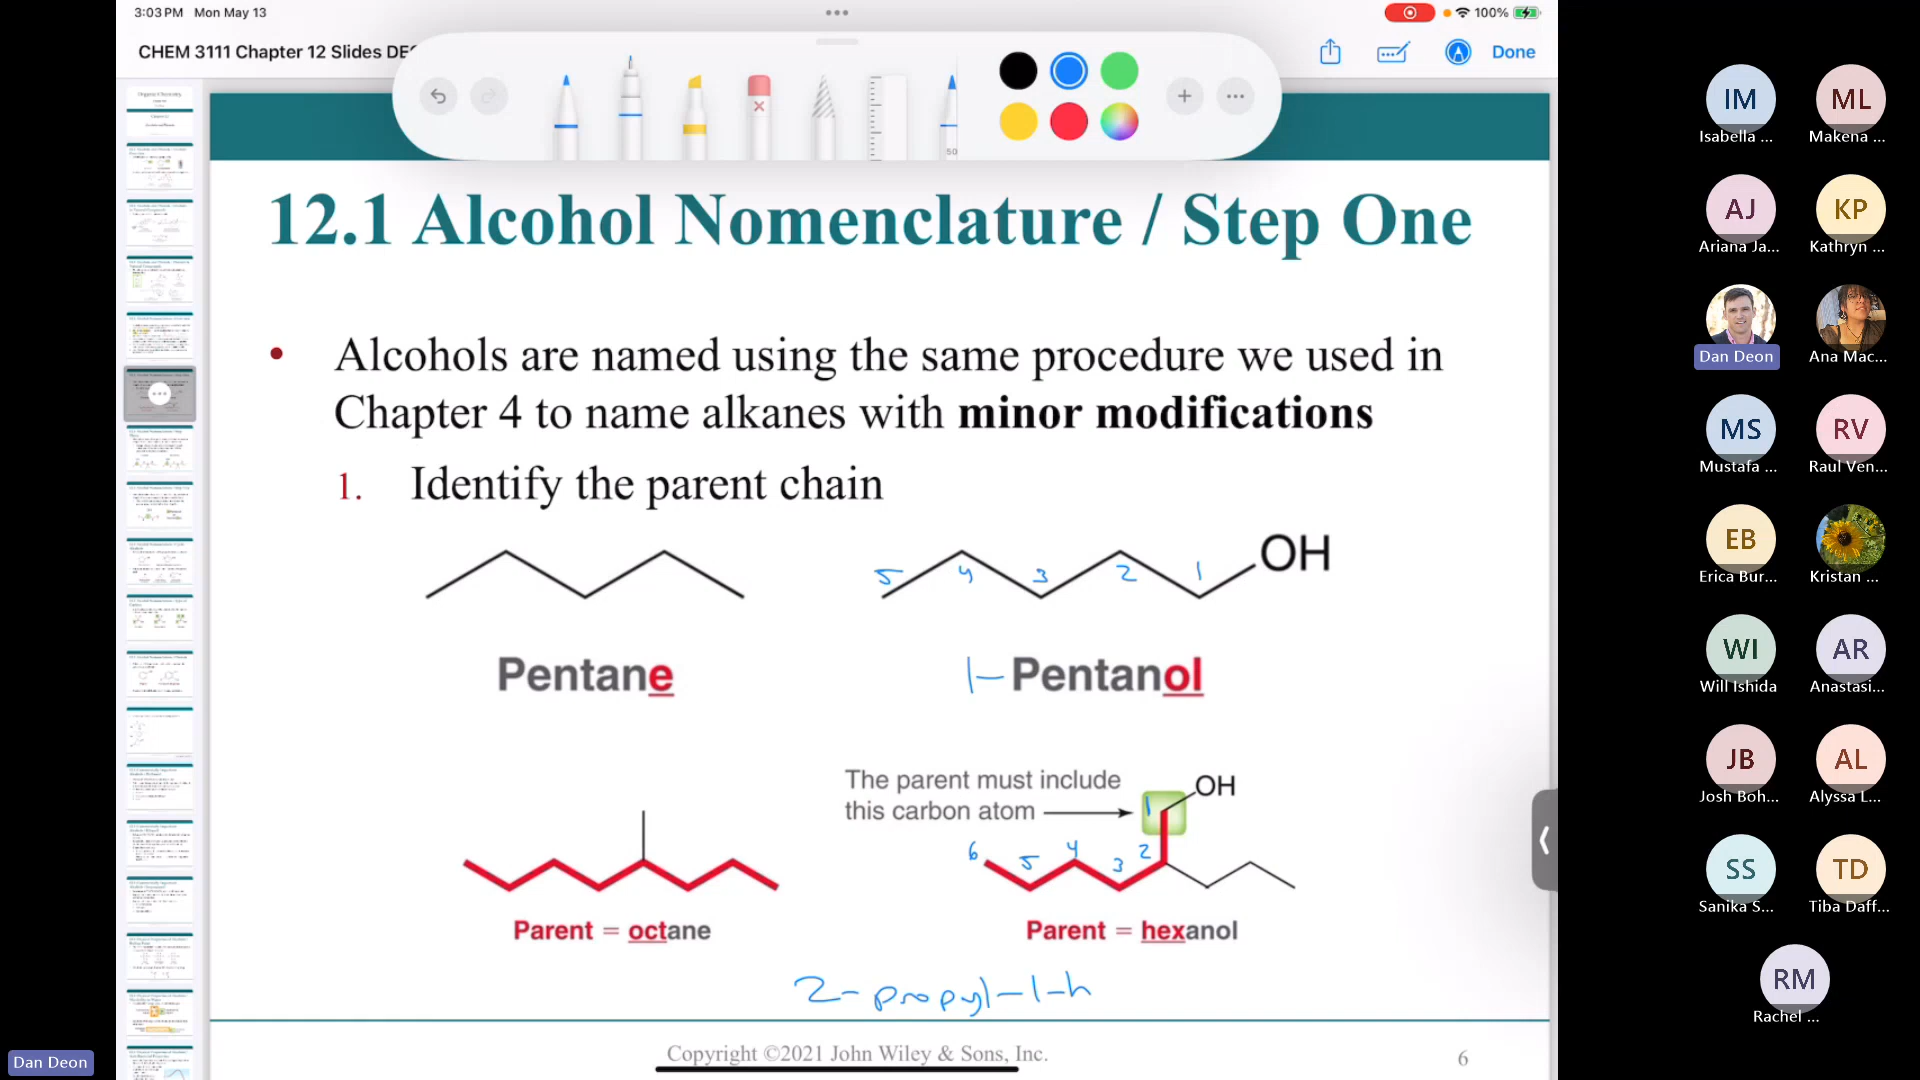 3:03 PM Mon May 13
100%
CHEM 3111 Chapter 12 Slides DE
Done
50
12.1 Alcohol Nomenclature / Step One
• Alcohols are named using the same procedure we used in
Chapter 4 to name alkanes with minor modifications
1. Identify the parent chain
OH
5 4 3 2 1
Pentane
1-Pentanol
The parent must include
this carbon atom
OH
1
6 5 4 3 2
Parent = octane
Parent = hexanol
2-propyl-1-h
Copyright ©2021 John Wiley & Sons, Inc.
6
IM
Isabella ...
ML
Makena ...
AJ
Ariana Ja...
KP
Kathryn ...
Dan Deon
Ana Mac...
MS
Mustafa ...
RV
Raul Ven...
EB
Erica Bur...
Kristan ...
WI
Will Ishida
AR
Anastasi...
JB
Josh Boh...
AL
Alyssa L...
SS
Sanika S...
TD
Tiba Daff...
RM
Rachel ...
Dan Deon